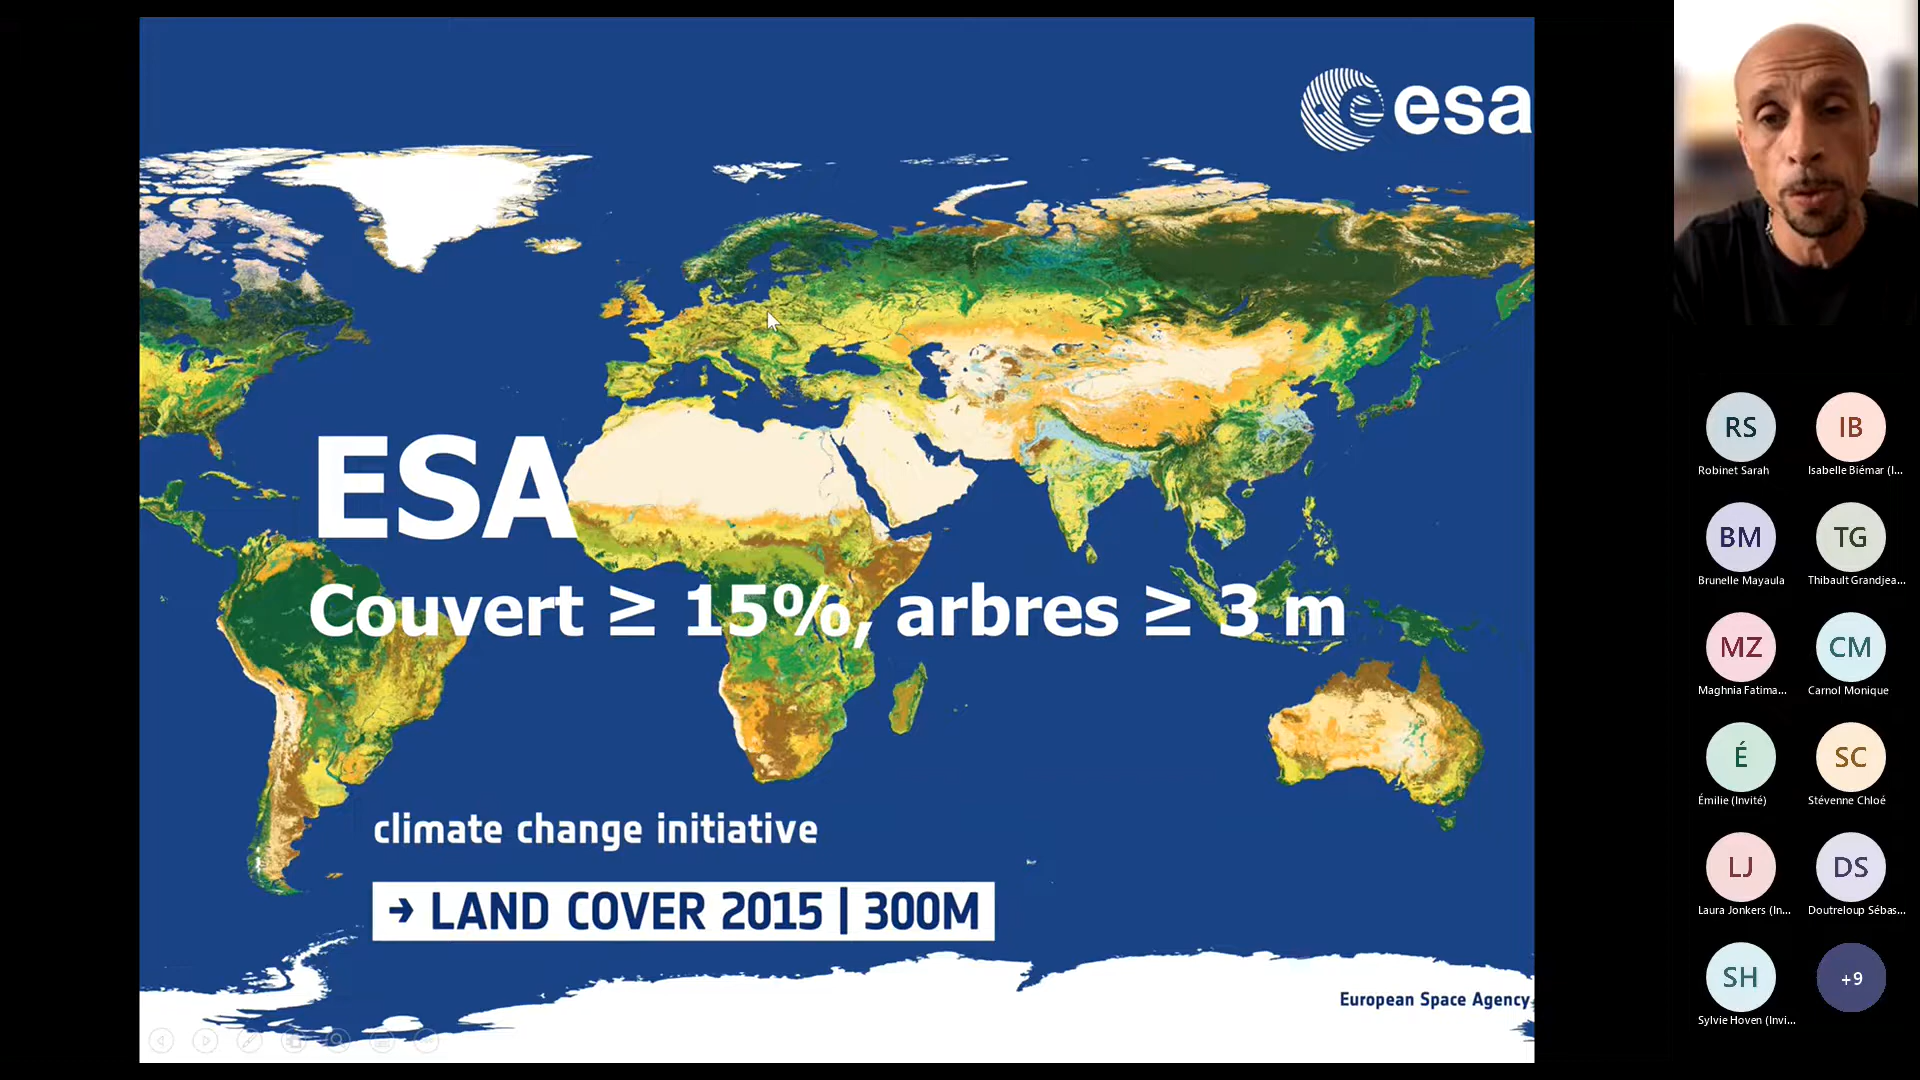 esa
ESA
Couvert ≥ 15%, arbres ≥ 3 m
climate change initiative
→ LAND COVER 2015 | 300M
European Space Agency
RS
Robinet Sarah
IB
Isabelle Biémar (I...
BM
Brunelle Mayaula
TG
Thibault Grandjea...
MZ
Maghnia Fatima...
CM
Carnol Monique
É
Émilie (Invité)
SC
Stévenne Chloé
LJ
Laura Jonkers (In...
DS
Doutreloup Sébas...
SH
Sylvie Hoven (Invi...
+9